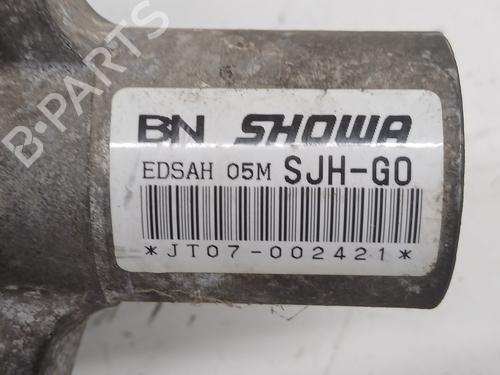 BN SHOWA
EDSAH 05M SJH-G0
*JT07-002421*
B-PARTS